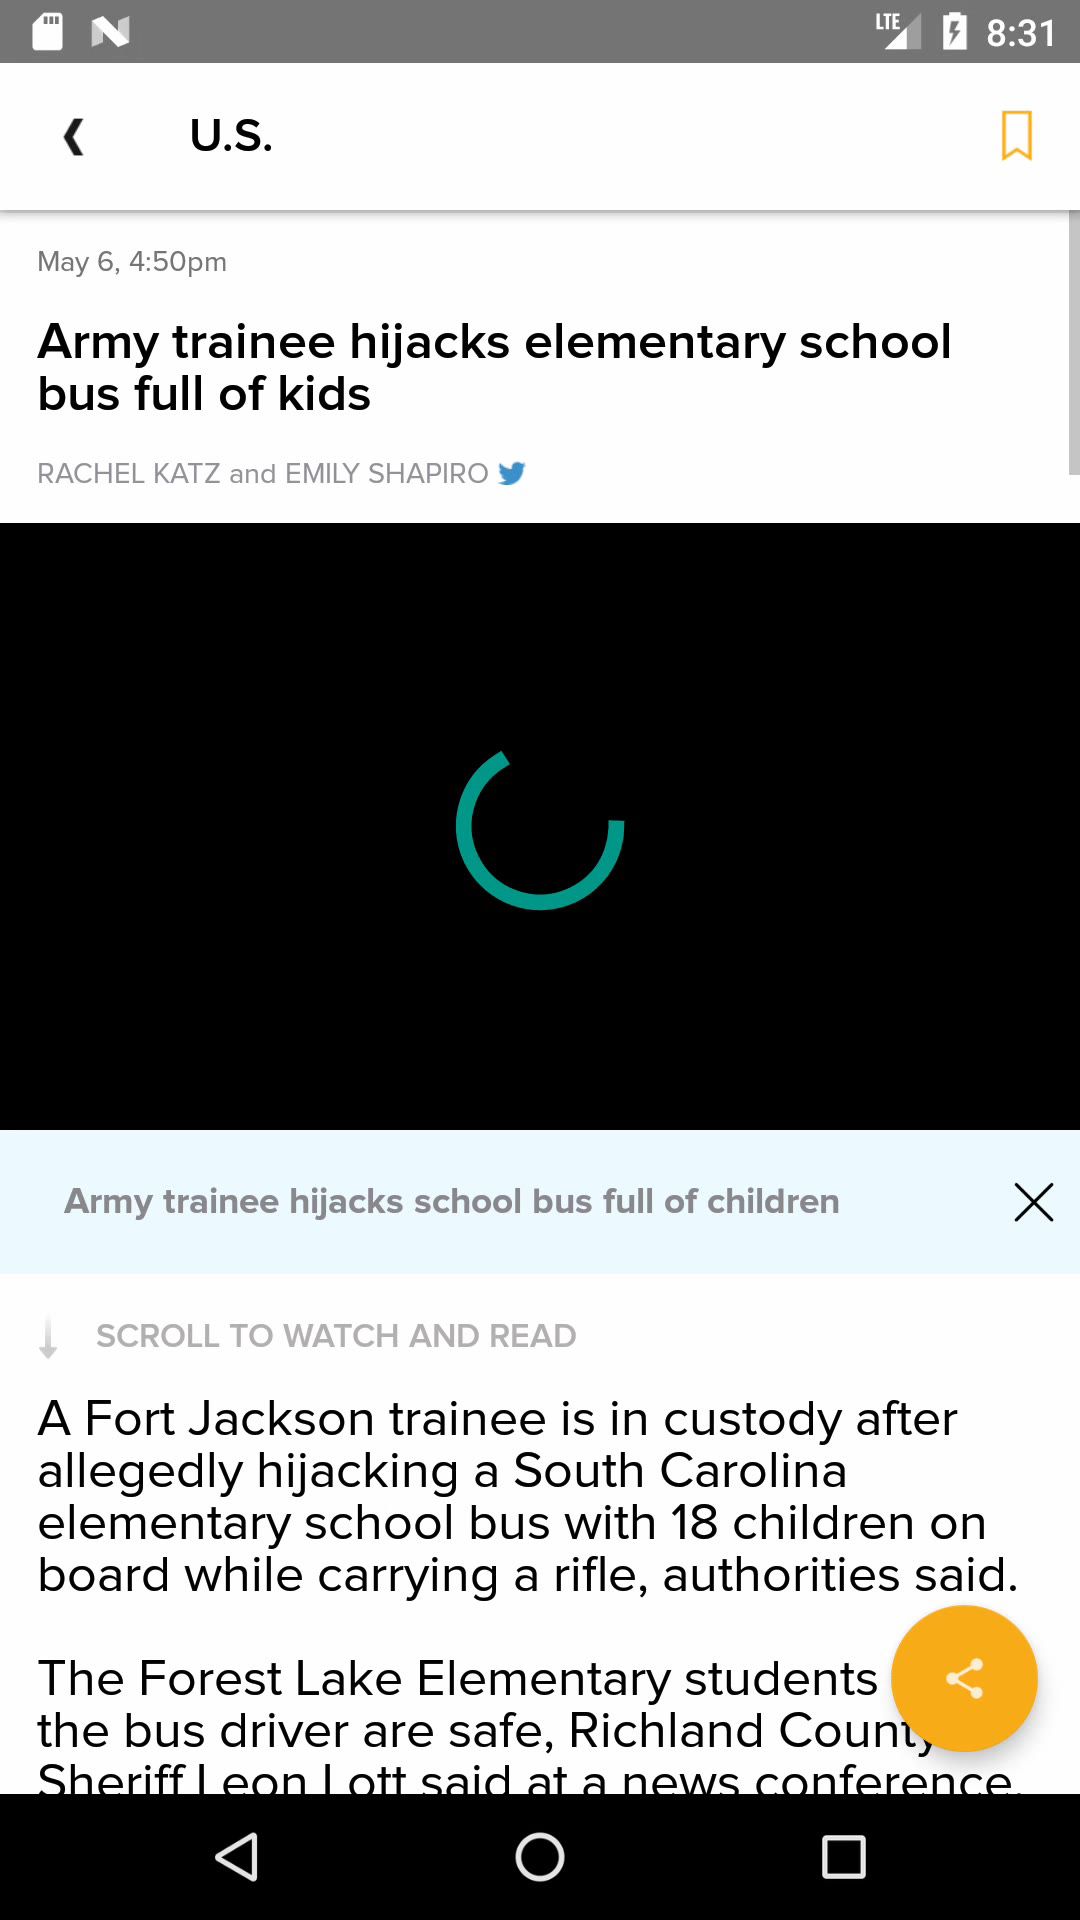 LTE 8:31
U.S.
May 6, 4:50pm
Army trainee hijacks elementary school
bus full of kids
RACHEL KATZ and EMILY SHAPIRO
Army trainee hijacks school bus full of children
SCROLL TO WATCH AND READ
A Fort Jackson trainee is in custody after
allegedly hijacking a South Carolina
elementary school bus with 18 children on
board while carrying a rifle, authorities said.
The Forest Lake Elementary students
the bus driver are safe, Richland County
Sheriff Leon Lott said at a news conference.